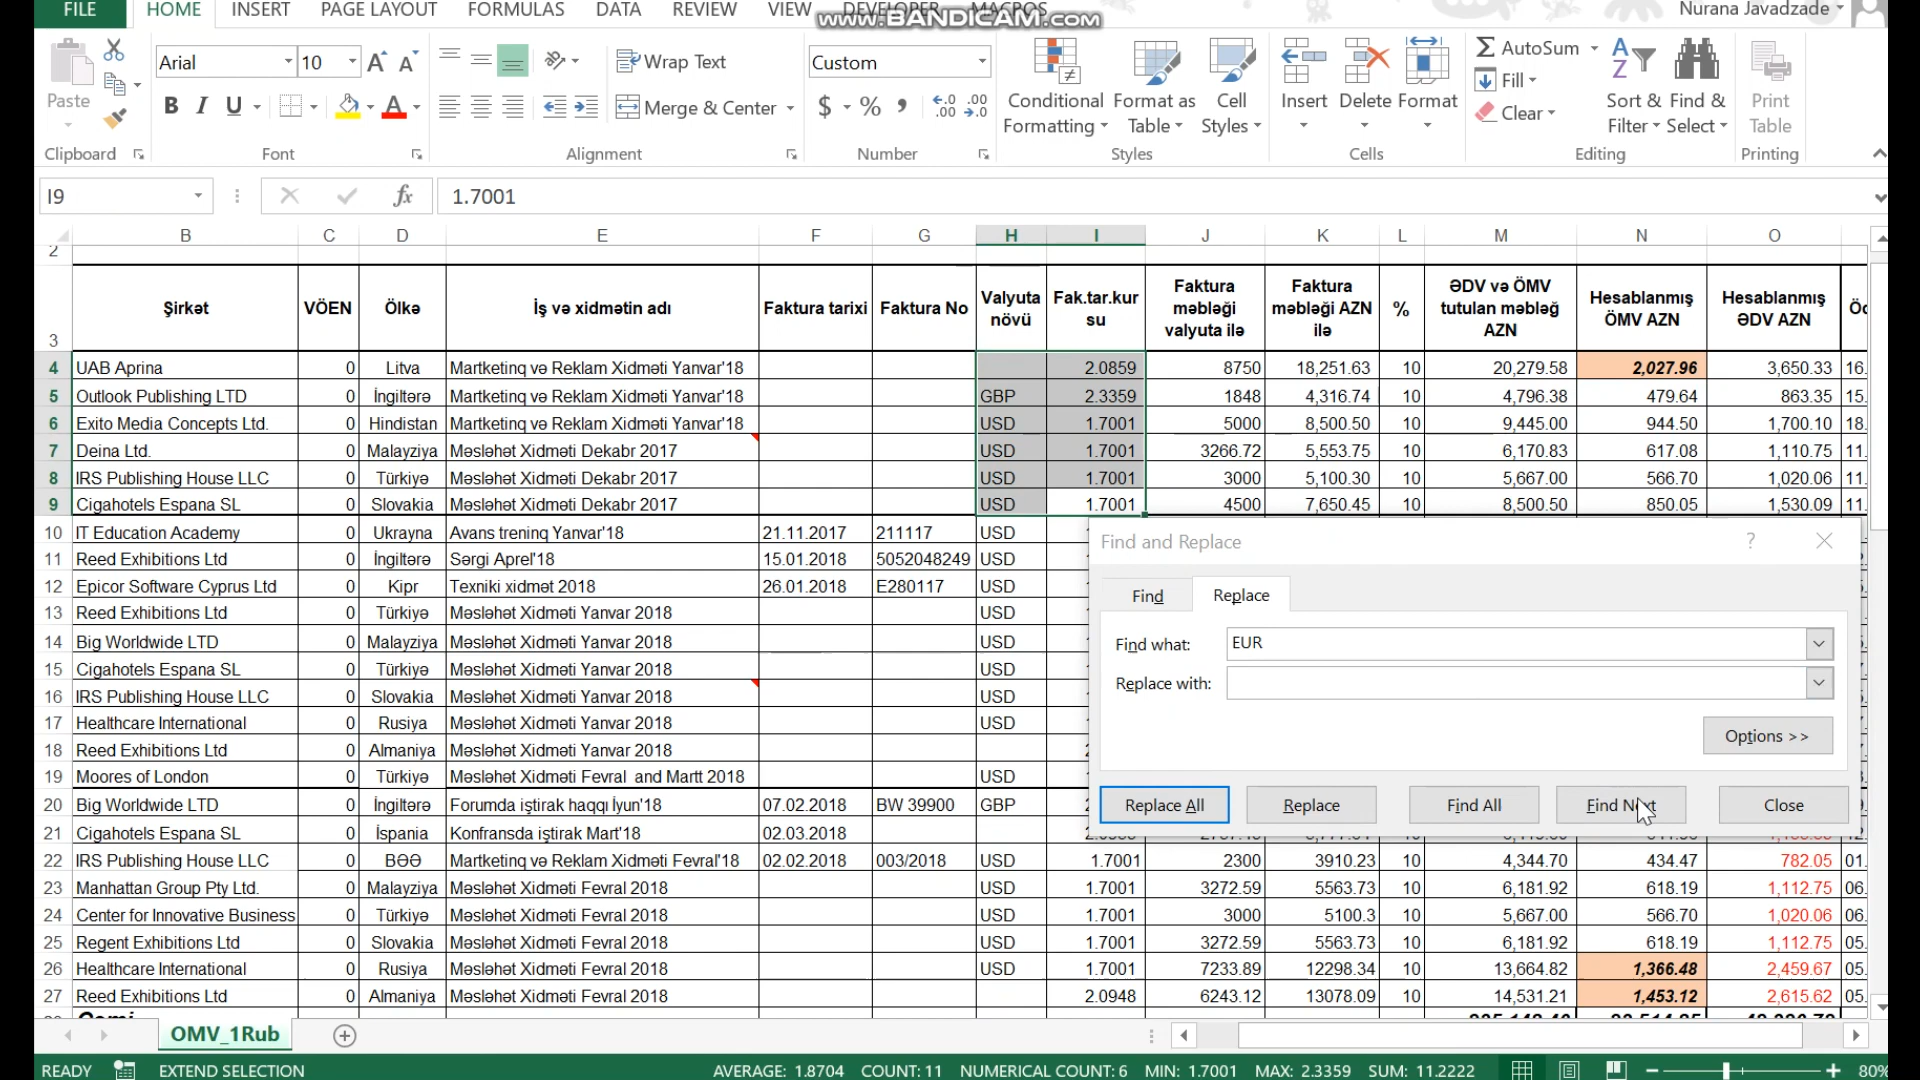 FILE HOME INSERT PAGE LAYOUT FORMULAS DATA REVIEW VIEW DEVELOPER MACROS Nurana Javadzade
www.BANDICAM.com
Paste
Arial 10
B I U
Wrap Text
Merge & Center
Custom
$ % ,
Conditional Formatting
Format as Table
Cell Styles
Insert Delete Format
AutoSum
Fill
Clear
Sort & Filter
Find & Select
Print Table
Clipboard Font Alignment Number Styles Cells Editing Printing
I9 fx 1.7001
B C D E F G H I J K L M N O
2
3 Şirkət VÖEN Ölkə İş və xidmətin adı Faktura tarixi Faktura No Valyuta növü Fak.tar.kur su Faktura məbləği valyuta ilə Faktura məbləği AZN ilə % ƏDV və ÖMV tutulan məbləğ AZN Hesablanmış ÖMV AZN Hesablanmış ƏDV AZN
4 UAB Aprina 0 Litva Martketinq və Reklam Xidməti Yanvar'18 2.0859 8750 18,251.63 10 20,279.58 2,027.96 3,650.33 16.
5 Outlook Publishing LTD 0 İngiltərə Martketinq və Reklam Xidməti Yanvar'18 GBP 2.3359 1848 4,316.74 10 4,796.38 479.64 863.35 15.
6 Exito Media Concepts Ltd. 0 Hindistan Martketinq və Reklam Xidməti Yanvar'18 USD 1.7001 5000 8,500.50 10 9,445.00 944.50 1,700.10 18.
7 Deina Ltd. 0 Malayziya Məsləhət Xidməti Dekabr 2017 USD 1.7001 3266.72 5,553.75 10 6,170.83 617.08 1,110.75 11.
8 IRS Publishing House LLC 0 Türkiyə Məsləhət Xidməti Dekabr 2017 USD 1.7001 3000 5,100.30 10 5,667.00 566.70 1,020.06 11.
9 Cigahotels Espana SL 0 Slovakia Məsləhət Xidməti Dekabr 2017 USD 1.7001 4500 7,650.45 10 8,500.50 850.05 1,530.09 11.
10 IT Education Academy 0 Ukrayna Avans treninq Yanvar'18 21.11.2017 211117 USD
11 Reed Exhibitions Ltd 0 İngiltərə Sərgi Aprel'18 15.01.2018 5052048249 USD
12 Epicor Software Cyprus Ltd 0 Kipr Texniki xidmət 2018 26.01.2018 E280117 USD
13 Reed Exhibitions Ltd 0 Türkiyə Məsləhət Xidməti Yanvar 2018 USD
14 Big Worldwide LTD 0 Malayziya Məsləhət Xidməti Yanvar 2018 USD
15 Cigahotels Espana SL 0 Türkiyə Məsləhət Xidməti Yanvar 2018 USD
16 IRS Publishing House LLC 0 Slovakia Məsləhət Xidməti Yanvar 2018 USD
17 Healthcare International 0 Rusiya Məsləhət Xidməti Yanvar 2018 USD
18 Reed Exhibitions Ltd 0 Almaniya Məsləhət Xidməti Yanvar 2018
19 Moores of London 0 Türkiyə Məsləhət Xidməti Fevral and Martt 2018 USD
20 Big Worldwide LTD 0 İngiltərə Forumda iştirak haqqı İyun'18 07.02.2018 BW 39900 GBP
21 Cigahotels Espana SL 0 İspania Konfransda iştirak Mart'18 02.03.2018
22 IRS Publishing House LLC 0 BƏƏ Martketinq və Reklam Xidməti Fevral'18 02.02.2018 003/2018 USD 1.7001 2300 3910.23 10 4,344.70 434.47 782.05 01.
23 Manhattan Group Pty Ltd. 0 Malayziya Məsləhət Xidməti Fevral 2018 USD 1.7001 3272.59 5563.73 10 6,181.92 618.19 1,112.75 06.
24 Center for Innovative Business 0 Türkiyə Məsləhət Xidməti Fevral 2018 USD 1.7001 3000 5100.3 10 5,667.00 566.70 1,020.06 06.
25 Regent Exhibitions Ltd 0 Slovakia Məsləhət Xidməti Fevral 2018 USD 1.7001 3272.59 5563.73 10 6,181.92 618.19 1,112.75 05.
26 Healthcare International 0 Rusiya Məsləhət Xidməti Fevral 2018 USD 1.7001 7233.89 12298.34 10 13,664.82 1,366.48 2,459.67 05.
27 Reed Exhibitions Ltd 0 Almaniya Məsləhət Xidməti Fevral 2018 2.0948 6243.12 13078.09 10 14,531.21 1,453.12 2,615.62 05.
Find and Replace ?
Find Replace
Find what: EUR
Replace with:
Options >>
Replace All Replace Find All Find Next Close
OMV_1Rub
READY EXTEND SELECTION AVERAGE: 1.8704 COUNT: 11 NUMERICAL COUNT: 6 MIN: 1.7001 MAX: 2.3359 SUM: 11.2222 80%